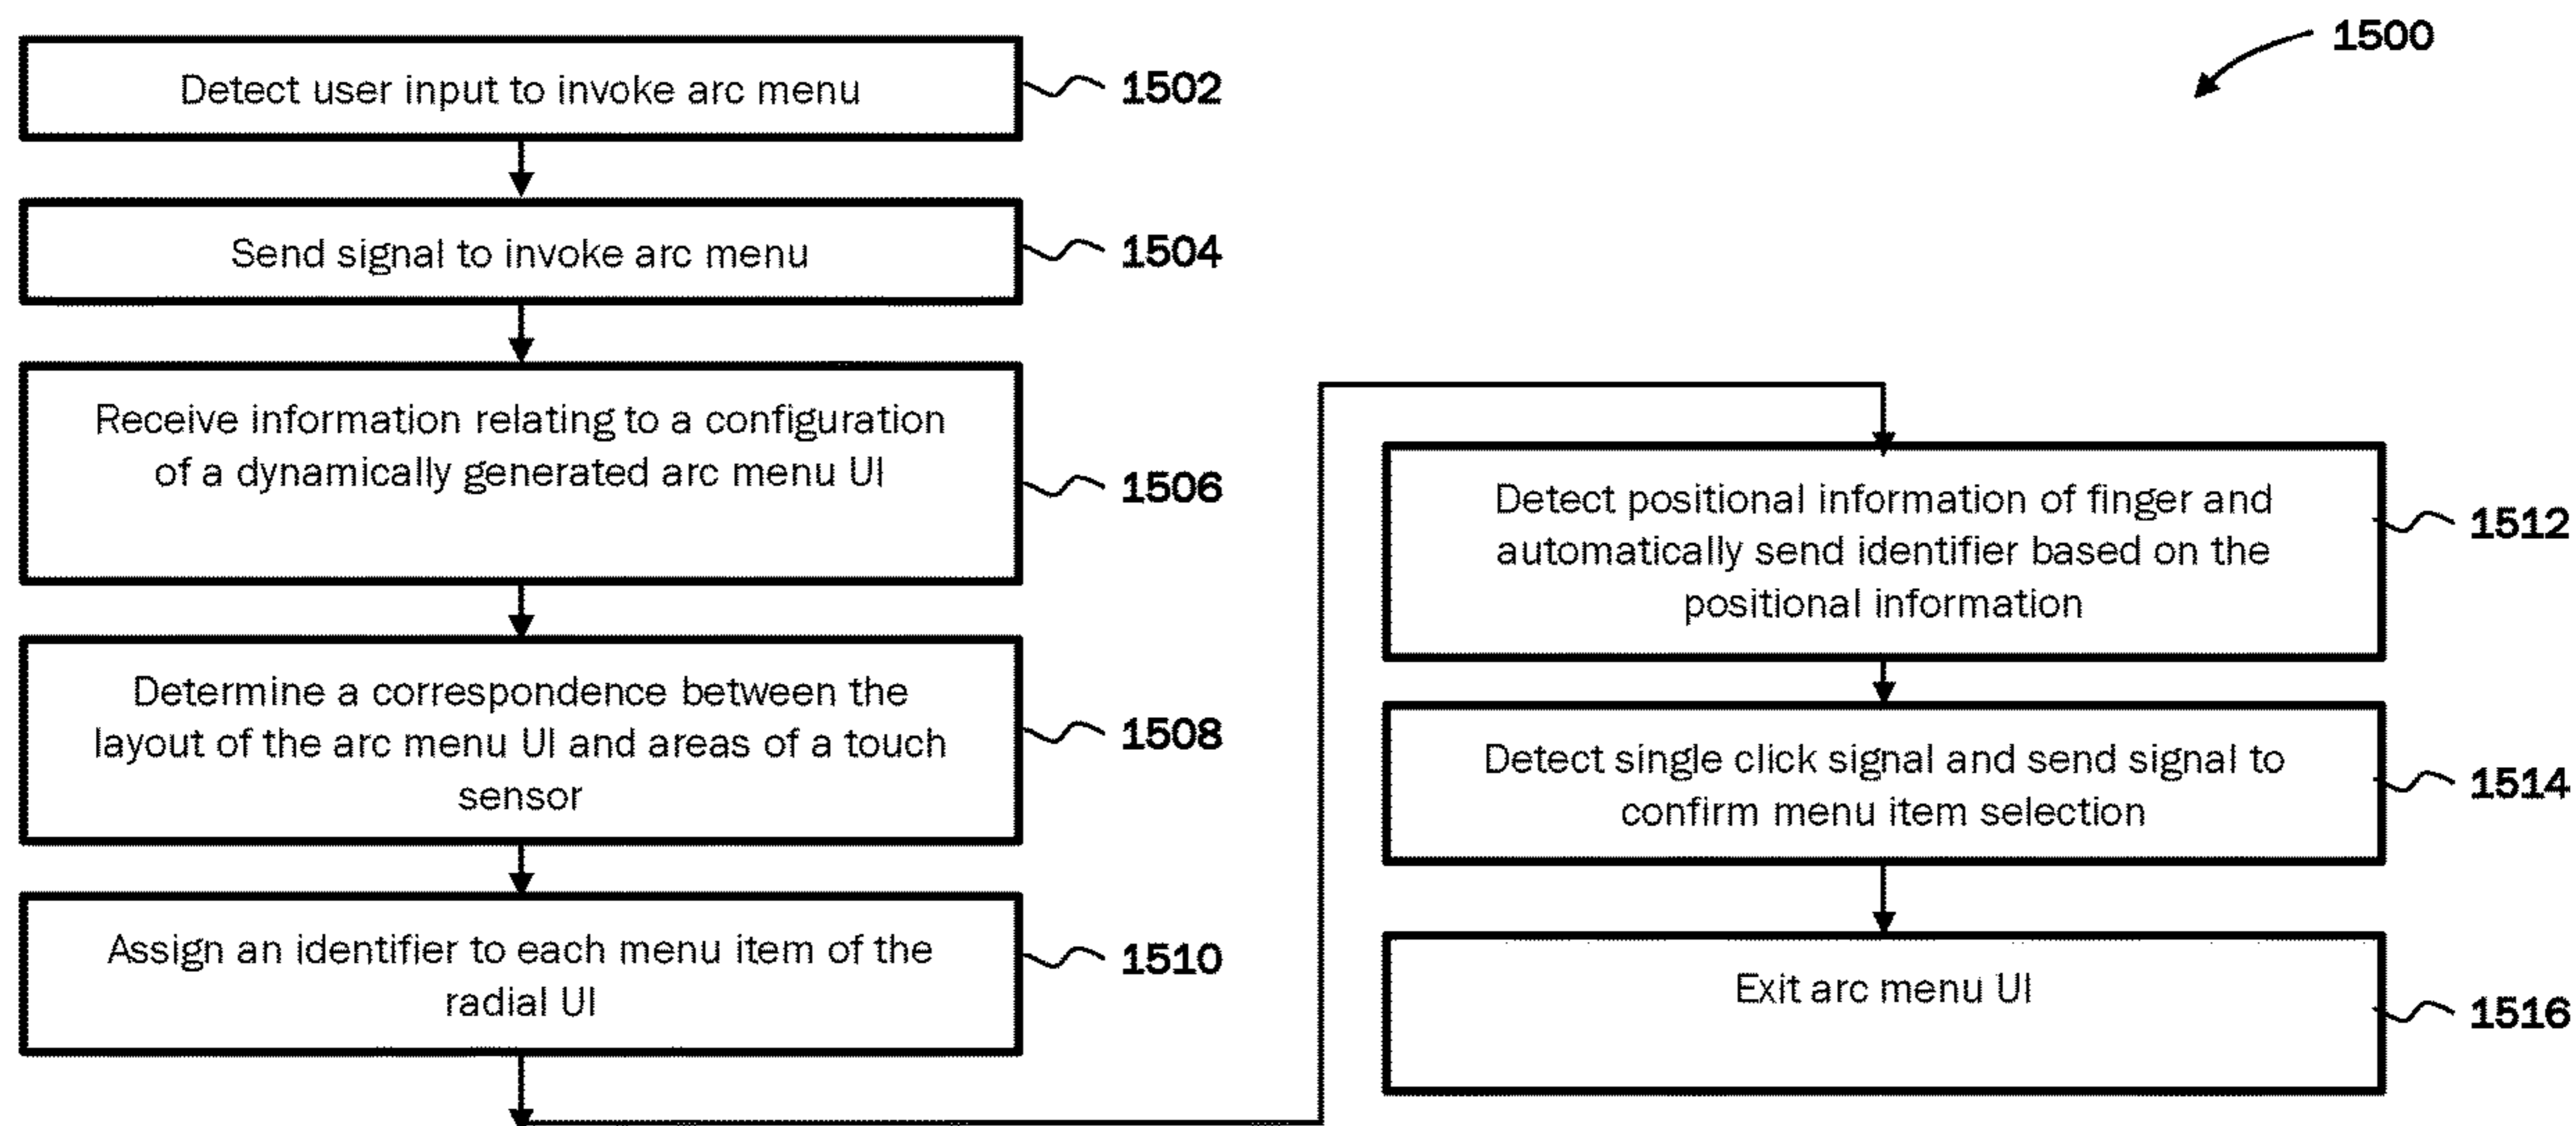 1500
Detect user input to invoke arc menu
1502
Send signal to invoke arc menu
1504
Receive information relating to a configuration
of a dynamically generated arc menu UI
1506
Determine a correspondence between the
layout of the arc menu UI and areas of a touch
sensor
1508
Assign an identifier to each menu item of the
radial UI
1510
Detect positional information of finger and
automatically send identifier based on the
positional information
1512
Detect single click signal and send signal to
confirm menu item selection
1514
Exit arc menu UI
1516